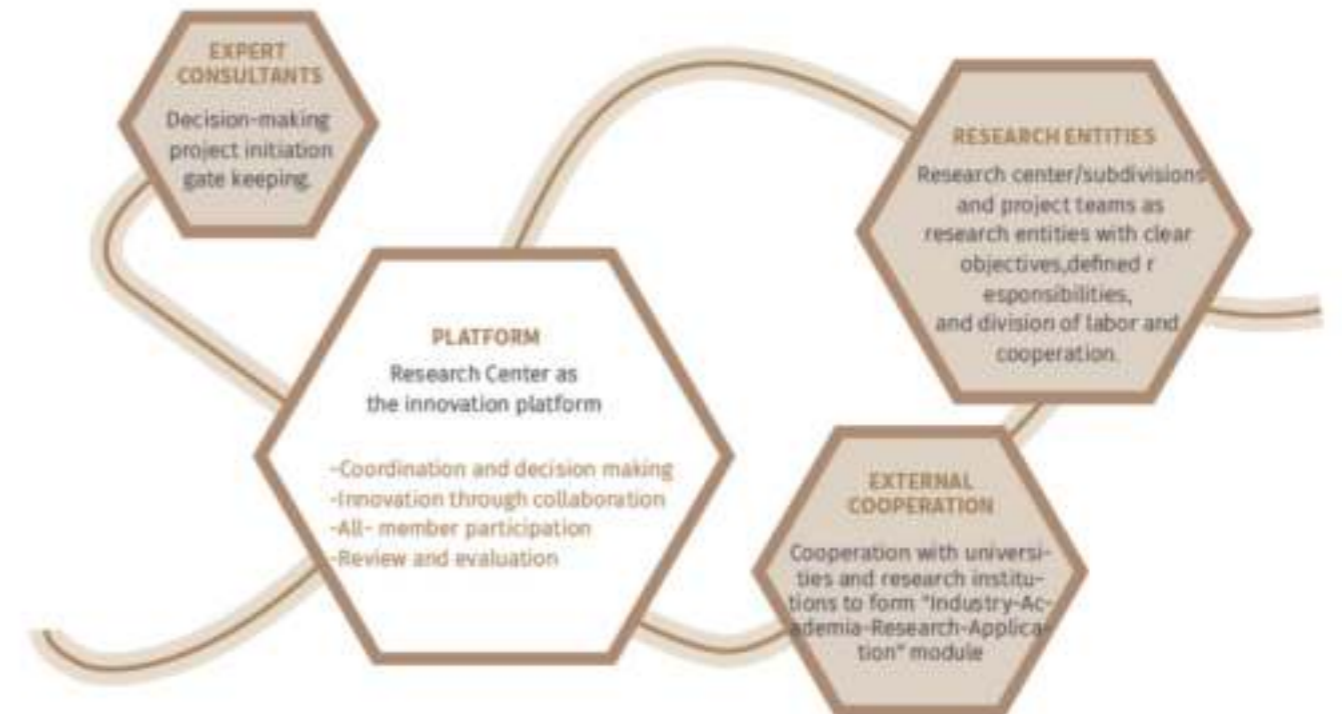 EXPERT
CONSULTANTS
Decision-making
project initiation
gate keeping.
PLATFORM
Research Center as
the innovation platform
-Coordination and decision making
-Innovation through collaboration
-All- member participation
-Review and evaluation
RESEARCH ENTITIES
Research center/subdivisions
and project teams as
research entities with clear
objectives,defined r
esponsibilities,
and division of labor and
cooperation.
EXTERNAL
COOPERATION
Cooperation with universi-
ties and research institu-
tions to form "Industry-Ac-
ademia-Research-Applica-
tion" module